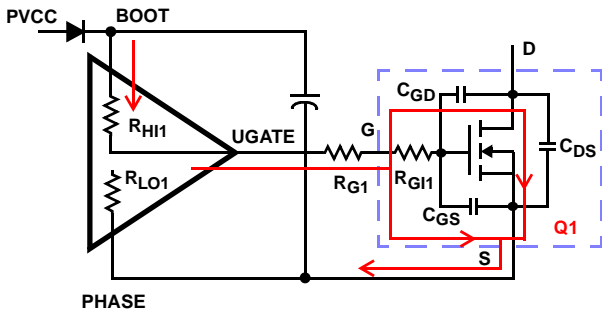 PVCC
BOOT
D
CGD
RHI1
UGATE
G
CDS
RLO1
RG1
RGI1
CGS
Q1
S
PHASE